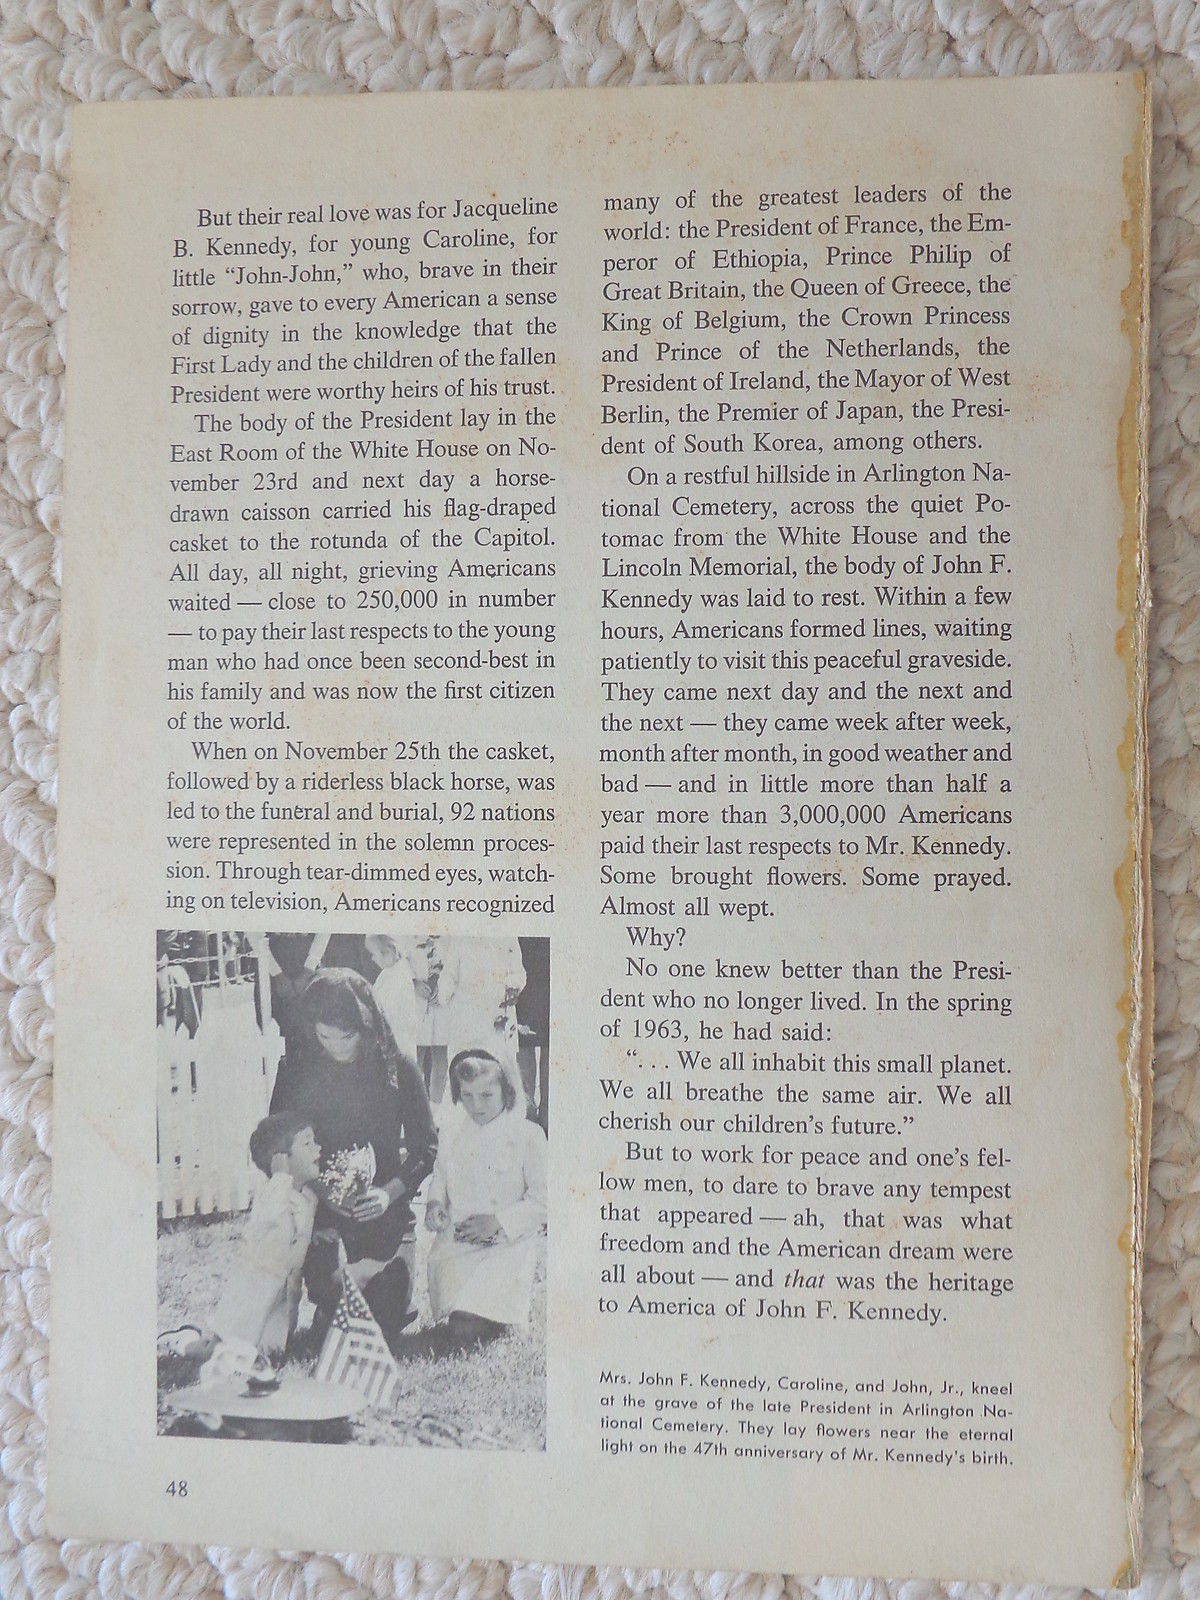 But their real love was for Jacqueline
B. Kennedy, for young Caroline, for
little “John-John,” who, brave in their
sorrow, gave to every American a sense
of dignity in the knowledge that the
First Lady and the children of the fallen
President were worthy heirs of his trust.
The body of the President lay in the
East Room of the White House on No-
vember 23rd and next day a horse-
drawn caisson carried his flag-draped
casket to the rotunda of the Capitol.
All day, all night, grieving Americans
waited — close to 250,000 in number
— to pay their last respects to the young
man who had once been second-best in
his family and was now the first citizen
of the world.
When on November 25th the casket,
followed by a riderless black horse, was
led to the funeral and burial, 92 nations
were represented in the solemn proces-
sion. Through tear-dimmed eyes, watch-
ing on television, Americans recognized
many of the greatest leaders of the
world: the President of France, the Em-
peror of Ethiopia, Prince Philip of
Great Britain, the Queen of Greece, the
King of Belgium, the Crown Princess
and Prince of the Netherlands, the
President of Ireland, the Mayor of West
Berlin, the Premier of Japan, the Presi-
dent of South Korea, among others.
On a restful hillside in Arlington Na-
tional Cemetery, across the quiet Po-
tomac from the White House and the
Lincoln Memorial, the body of John F.
Kennedy was laid to rest. Within a few
hours, Americans formed lines, waiting
patiently to visit this peaceful graveside.
They came next day and the next and
the next — they came week after week,
month after month, in good weather and
bad — and in little more than half a
year more than 3,000,000 Americans
paid their last respects to Mr. Kennedy.
Some brought flowers. Some prayed.
Almost all wept.
Why?
No one knew better than the Presi-
dent who no longer lived. In the spring
of 1963, he had said:
“. . . We all inhabit this small planet.
We all breathe the same air. We all
cherish our children’s future.”
But to work for peace and one’s fel-
low men, to dare to brave any tempest
that appeared — ah, that was what
freedom and the American dream were
all about — and that was the heritage
to America of John F. Kennedy.
Mrs. John F. Kennedy, Caroline, and John, Jr., kneel
at the grave of the late President in Arlington Na-
tional Cemetery. They lay flowers near the eternal
light on the 47th anniversary of Mr. Kennedy’s birth.
48